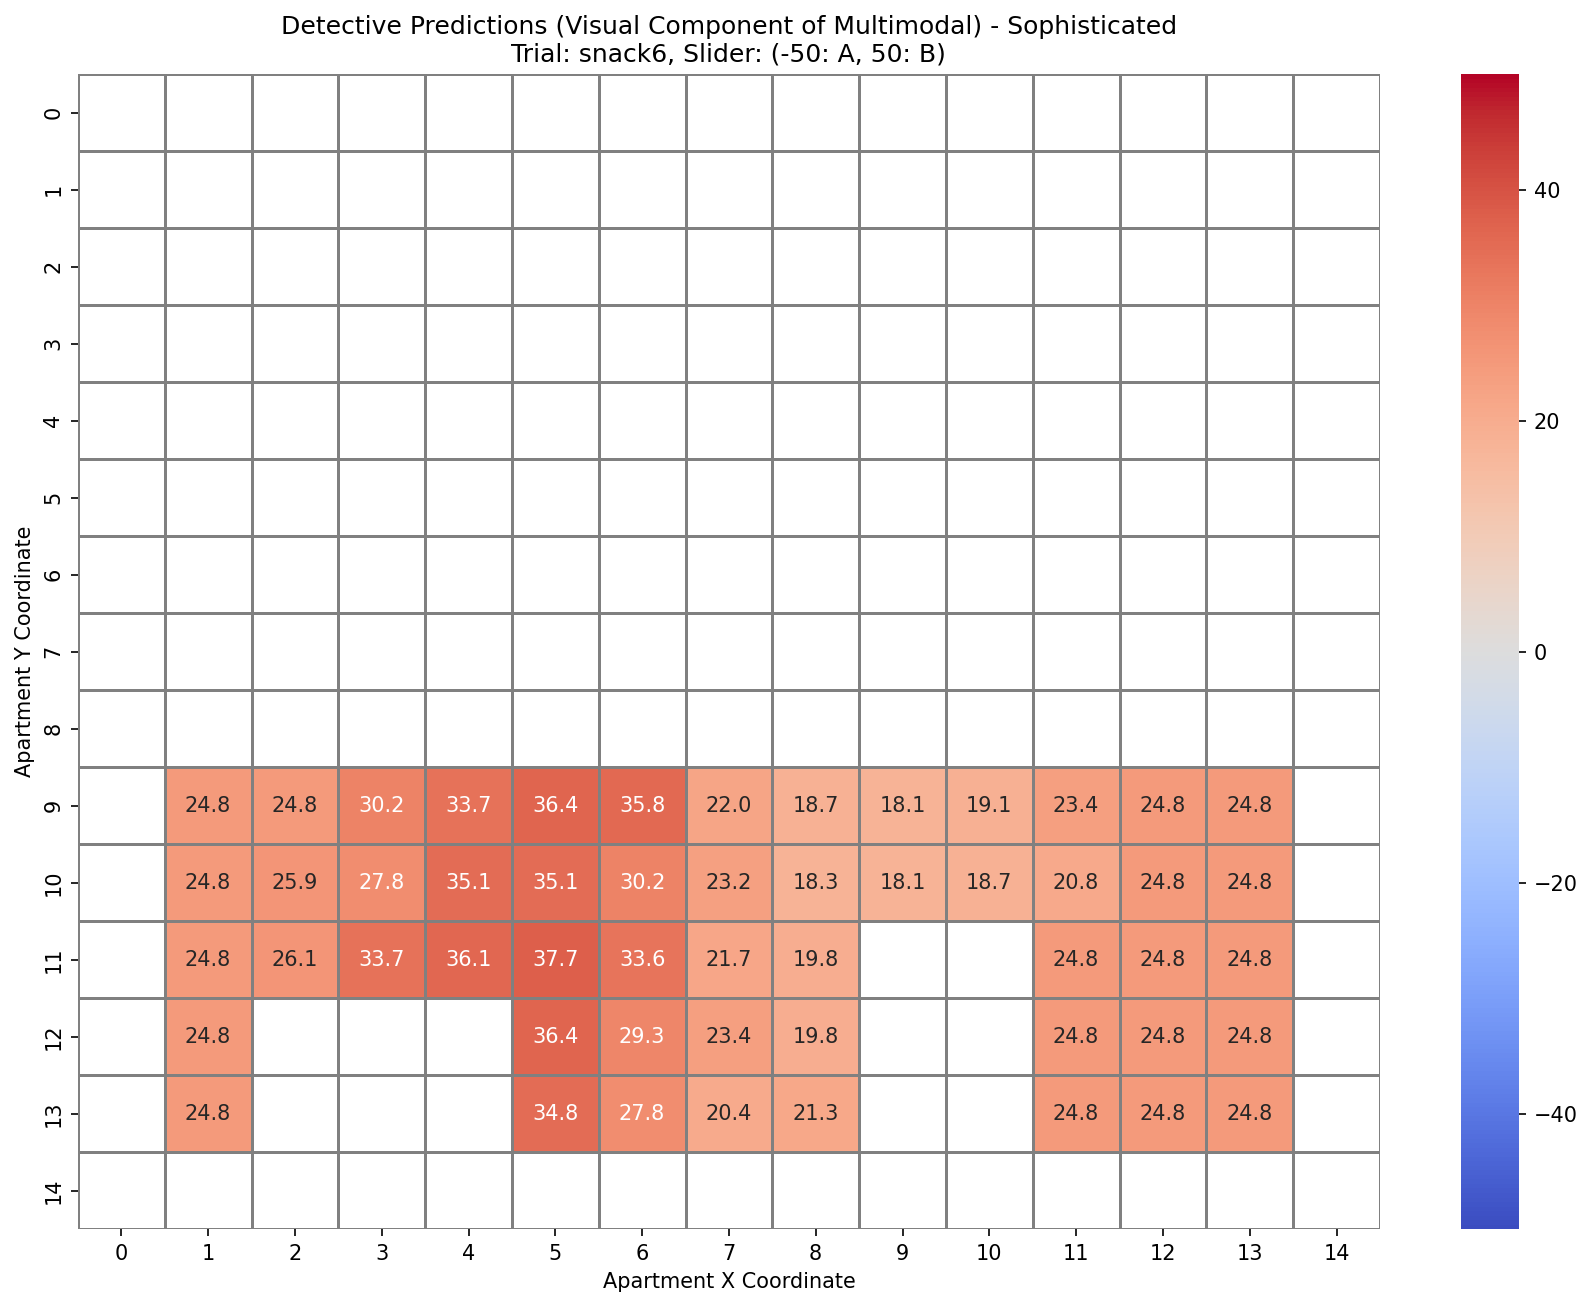 Detective Predictions (Visual Component of Multimodal) - Sophisticated
Trial: snack6, Slider: (-50: A, 50: B)
Apartment Y Coordinate
0
1
2
3
4
5
6
7
8
9 24.8 24.8 30.2 33.7 36.4 35.8 22.0 18.7 18.1 19.1 23.4 24.8 24.8
10 24.8 25.9 27.8 35.1 35.1 30.2 23.2 18.3 18.1 18.7 20.8 24.8 24.8
11 24.8 26.1 33.7 36.1 37.7 33.6 21.7 19.8 24.8 24.8 24.8
12 24.8 36.4 29.3 23.4 19.8 24.8 24.8 24.8
13 24.8 34.8 27.8 20.4 21.3 24.8 24.8 24.8
14
0 1 2 3 4 5 6 7 8 9 10 11 12 13 14
Apartment X Coordinate
40
20
0
−20
−40